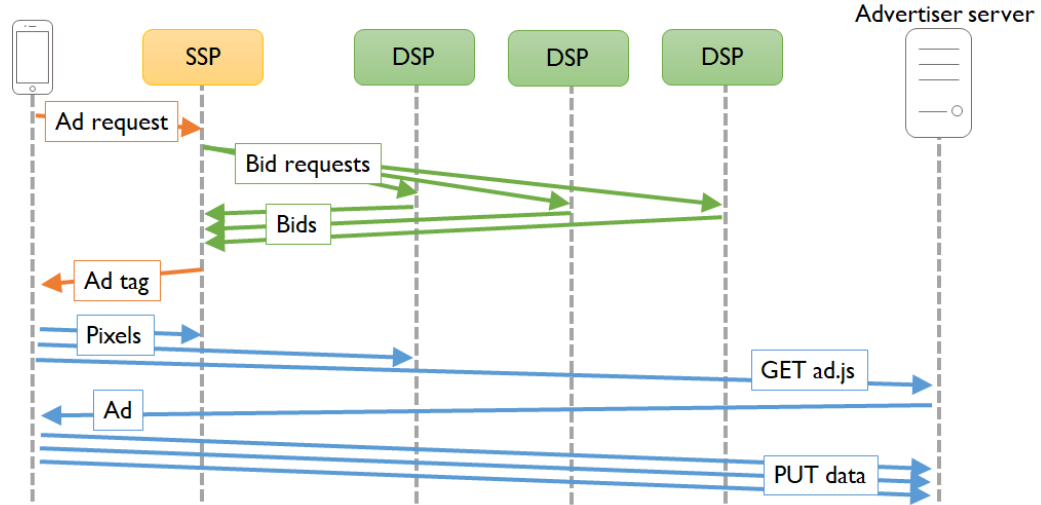 Advertiser server
SSP
DSP
DSP
DSP
Ad request
Bid requests
Bids
Ad tag
Pixels
GET ad.js
Ad
PUT data